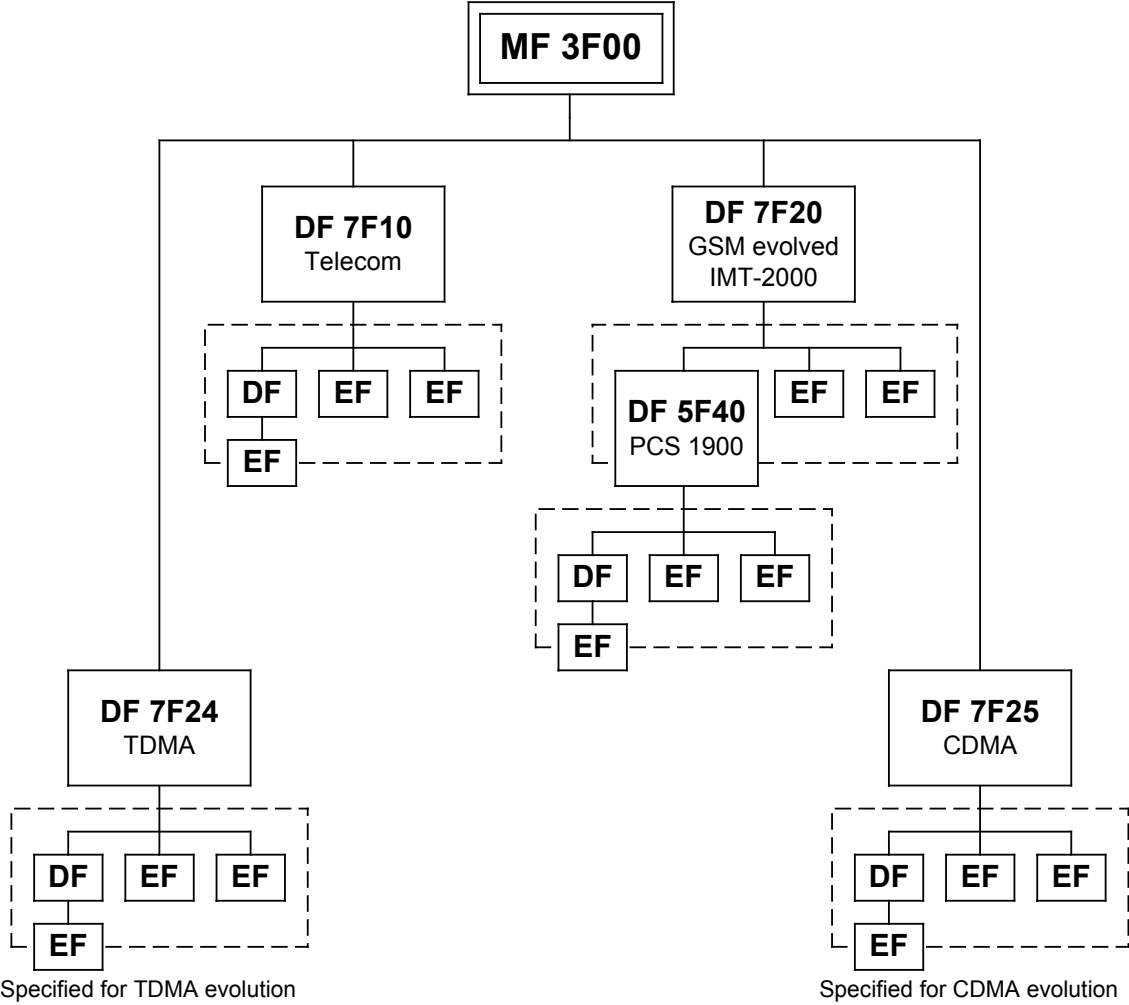 MF 3F00
DF 7F10
Telecom
DF 7F20
GSM evolved
IMT-2000
DF
EF
EF
EF
DF 5F40
PCS 1900
EF
EF
DF
EF
EF
EF
DF 7F24
TDMA
DF 7F25
CDMA
DF
EF
EF
EF
Specified for TDMA evolution
DF
EF
EF
EF
Specified for CDMA evolution